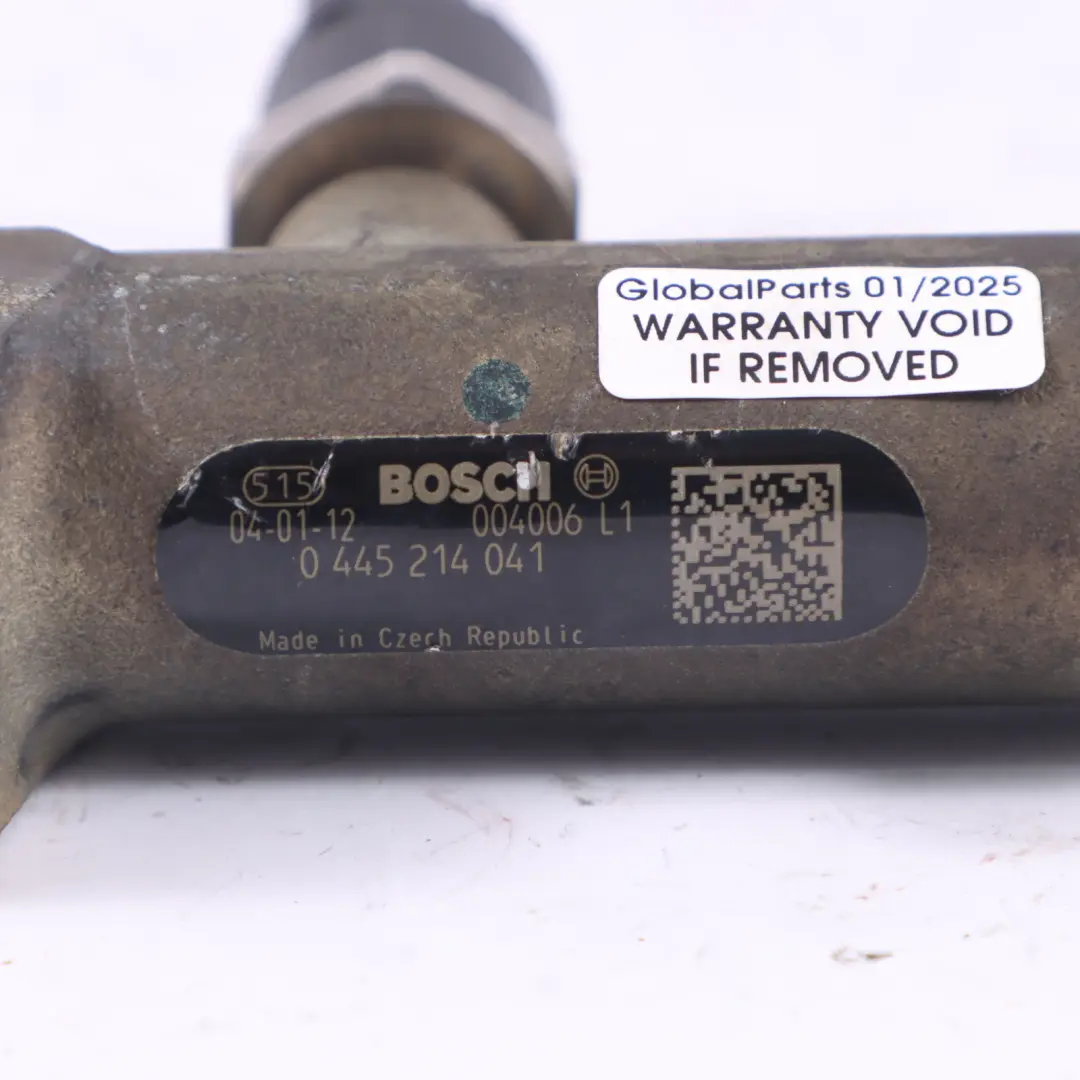 GlobalParts 01/2025
WARRANTY VOID
IF REMOVED
515 BOSCH
04-01-12 004006 L1
0 445 214 041
Made in Czech Republic